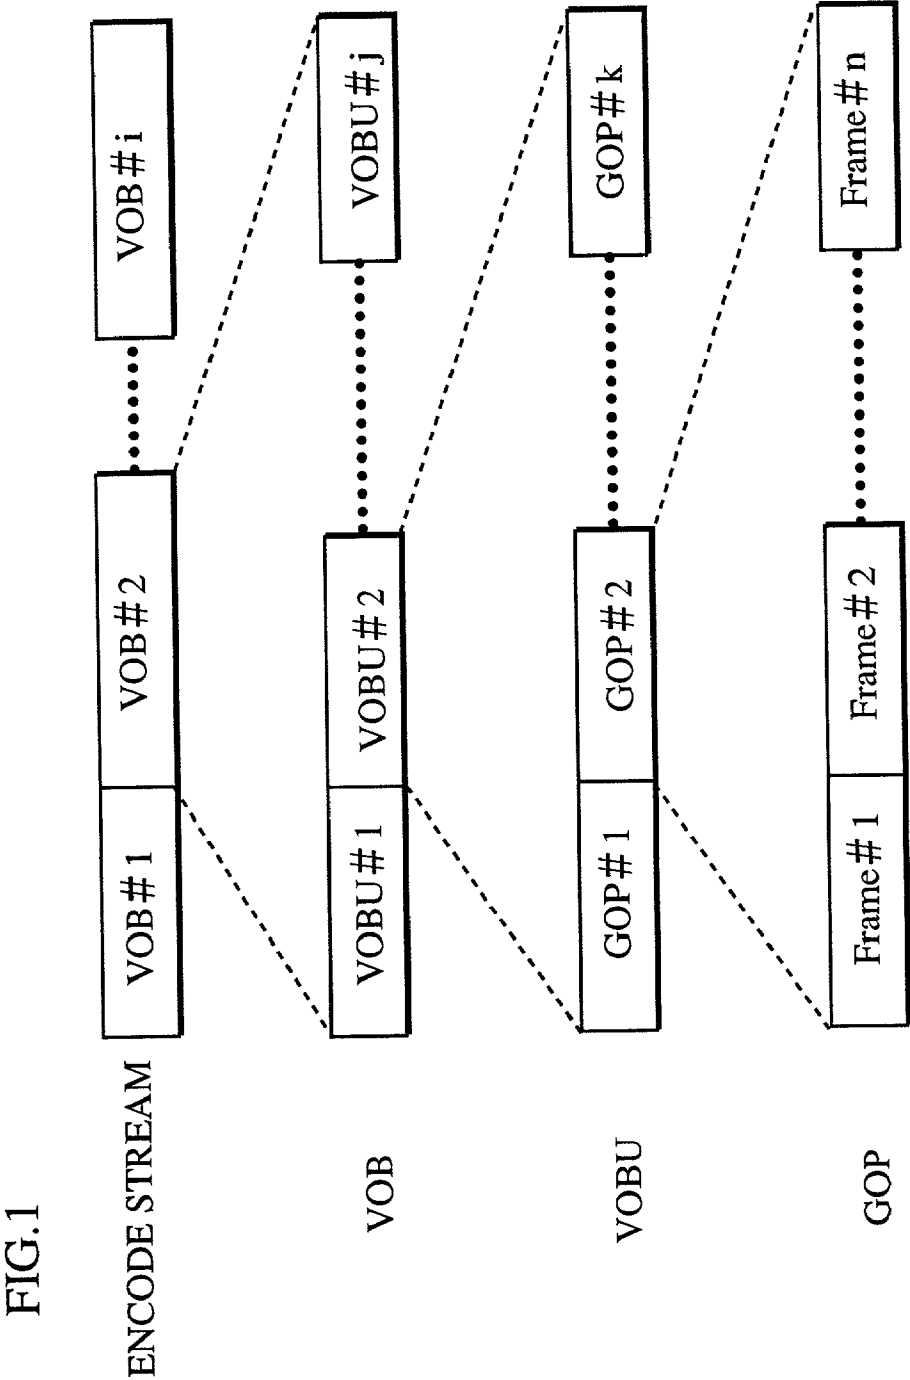 FIG.1
ENCODE STREAM VOB#1 VOB#2 VOB#i
VOB VOBU#1 VOBU#2 VOBU#j
VOBU GOP#1 GOP#2 GOP#k
GOP Frame#1 Frame#2 Frame#n